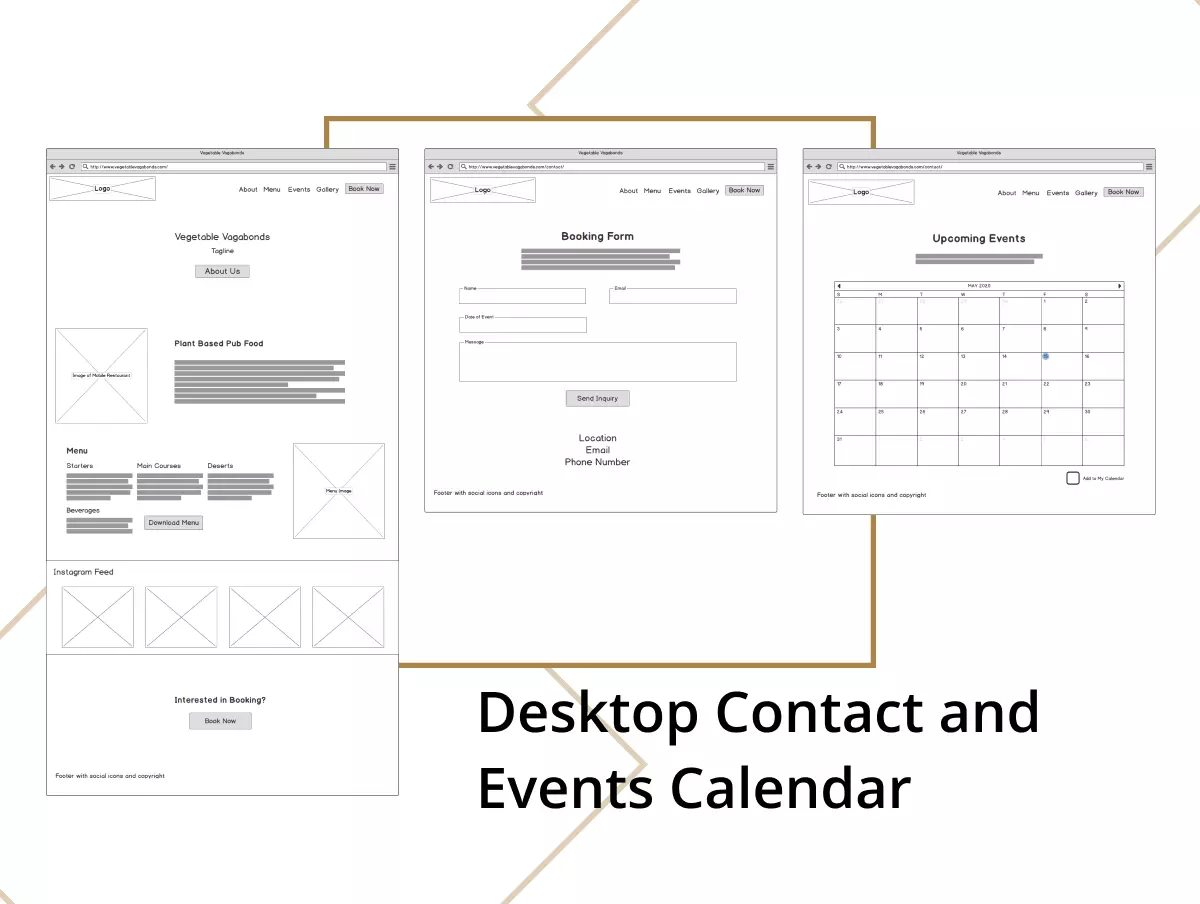 Vegetable Vagabonds
http://www.vegetablevagabonds.com/
Logo
About Menu Events Gallery Book Now
Vegetable Vagabonds
Tagline
About Us
Image of Mobile Restaurant
Plant Based Pub Food
Menu
Starters Main Courses Deserts
Beverages
Download Menu
Menu Image
Instagram Feed
Interested in Booking?
Book Now
Footer with social icons and copyright
Vegetable Vagabonds
http://www.vegetablevagabonds.com/contact/
Logo
About Menu Events Gallery Book Now
Booking Form
Name Email
Date of Event
Message
Send Inquiry
Location
Email
Phone Number
Footer with social icons and copyright
Vegetable Vagabonds
http://www.vegetablevagabonds.com/contact/
Logo
About Menu Events Gallery Book Now
Upcoming Events
MAY 2020
S M T W T F S
1 2
3 4 5 6 7 8 9
10 11 12 13 14 15 16
17 18 19 20 21 22 23
24 25 26 27 28 29 30
31
Add to My Calendar
Footer with social icons and copyright
Desktop Contact and
Events Calendar